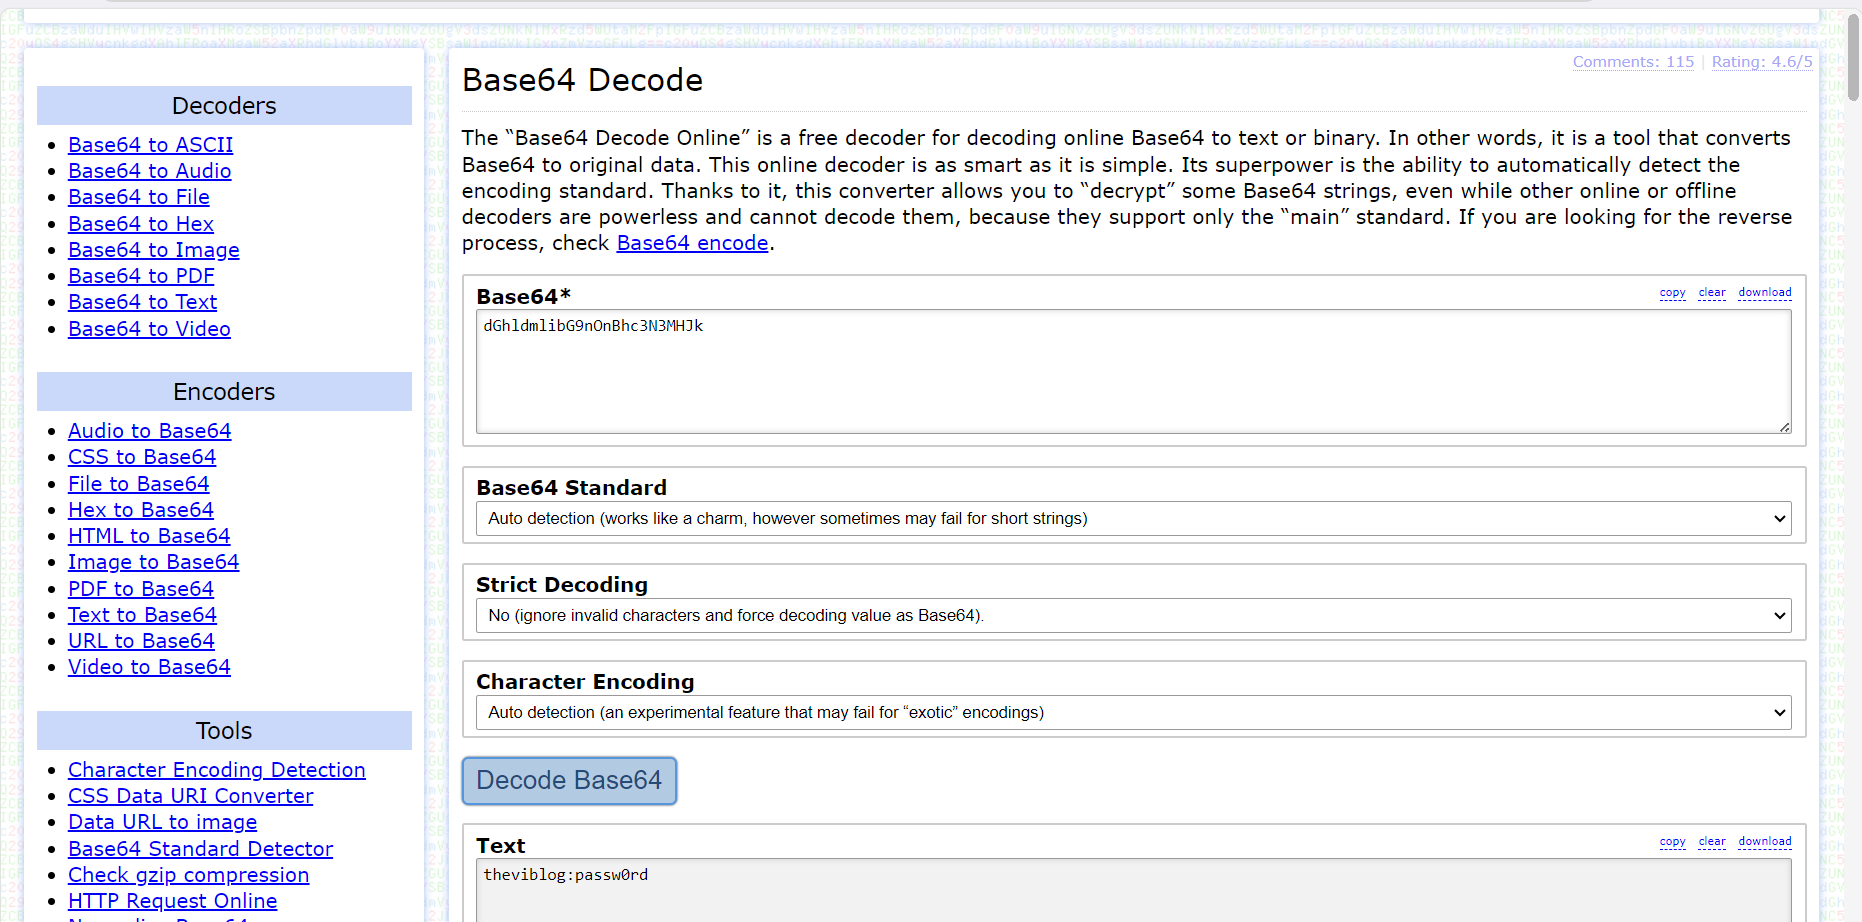 Comments: 115 | Rating: 4.6/5
Decoders
Base64 to ASCII
Base64 to Audio
Base64 to File
Base64 to Hex
Base64 to Image
Base64 to PDF
Base64 to Text
Base64 to Video
Encoders
Audio to Base64
CSS to Base64
File to Base64
Hex to Base64
HTML to Base64
Image to Base64
PDF to Base64
Text to Base64
URL to Base64
Video to Base64
Tools
Character Encoding Detection
CSS Data URI Converter
Data URL to image
Base64 Standard Detector
Check gzip compression
HTTP Request Online
Base64 Decode
The “Base64 Decode Online” is a free decoder for decoding online Base64 to text or binary. In other words, it is a tool that converts
Base64 to original data. This online decoder is as smart as it is simple. Its superpower is the ability to automatically detect the
encoding standard. Thanks to it, this converter allows you to “decrypt” some Base64 strings, even while other online or offline
decoders are powerless and cannot decode them, because they support only the “main” standard. If you are looking for the reverse
process, check Base64 encode.
Base64*
copy clear download
dGhldmlibG9nOnBhc3N3MHJk
Base64 Standard
Auto detection (works like a charm, however sometimes may fail for short strings)
Strict Decoding
No (ignore invalid characters and force decoding value as Base64).
Character Encoding
Auto detection (an experimental feature that may fail for “exotic” encodings)
Decode Base64
Text
copy clear download
theviblog:passw0rd